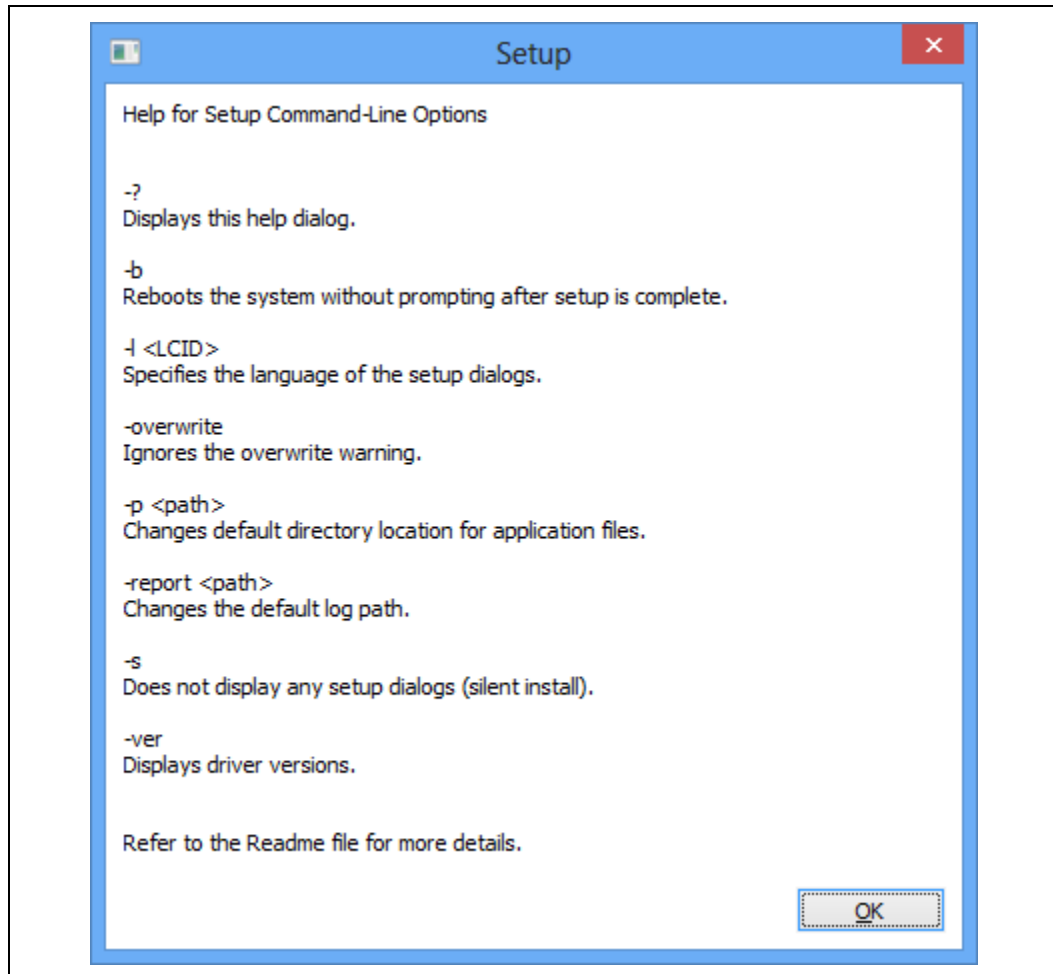 Setup
Help for Setup Command-Line Options
-?
Displays this help dialog.
-b
Reboots the system without prompting after setup is complete.
-l <LCID>
Specifies the language of the setup dialogs.
-overwrite
Ignores the overwrite warning.
-p <path>
Changes default directory location for application files.
-report <path>
Changes the default log path.
-s
Does not display any setup dialogs (silent install).
-ver
Displays driver versions.
Refer to the Readme file for more details.
OK